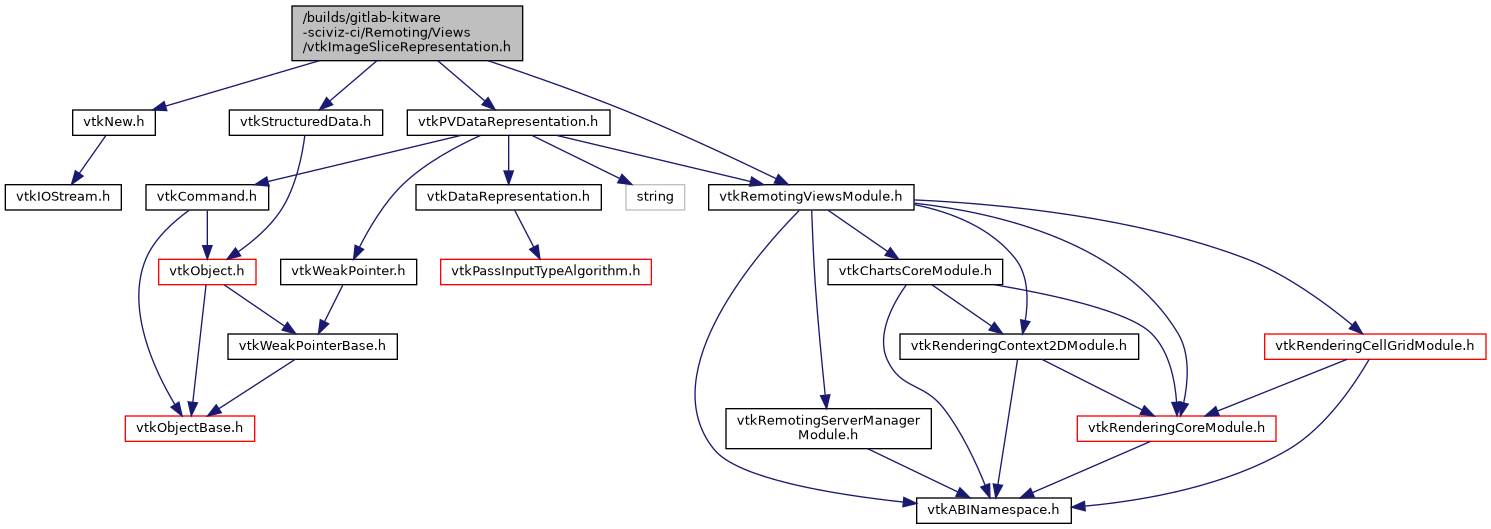 /builds/gitlab-kitware
-sciviz-ci/Remoting/Views
/vtkImageSliceRepresentation.h
vtkNew.h
vtkStructuredData.h
vtkPVDataRepresentation.h
vtkIOStream.h
vtkCommand.h
vtkDataRepresentation.h
string
vtkRemotingViewsModule.h
vtkObject.h
vtkWeakPointer.h
vtkPassInputTypeAlgorithm.h
vtkChartsCoreModule.h
vtkWeakPointerBase.h
vtkRenderingContext2DModule.h
vtkRenderingCellGridModule.h
vtkObjectBase.h
vtkRemotingServerManager
Module.h
vtkRenderingCoreModule.h
vtkABINamespace.h